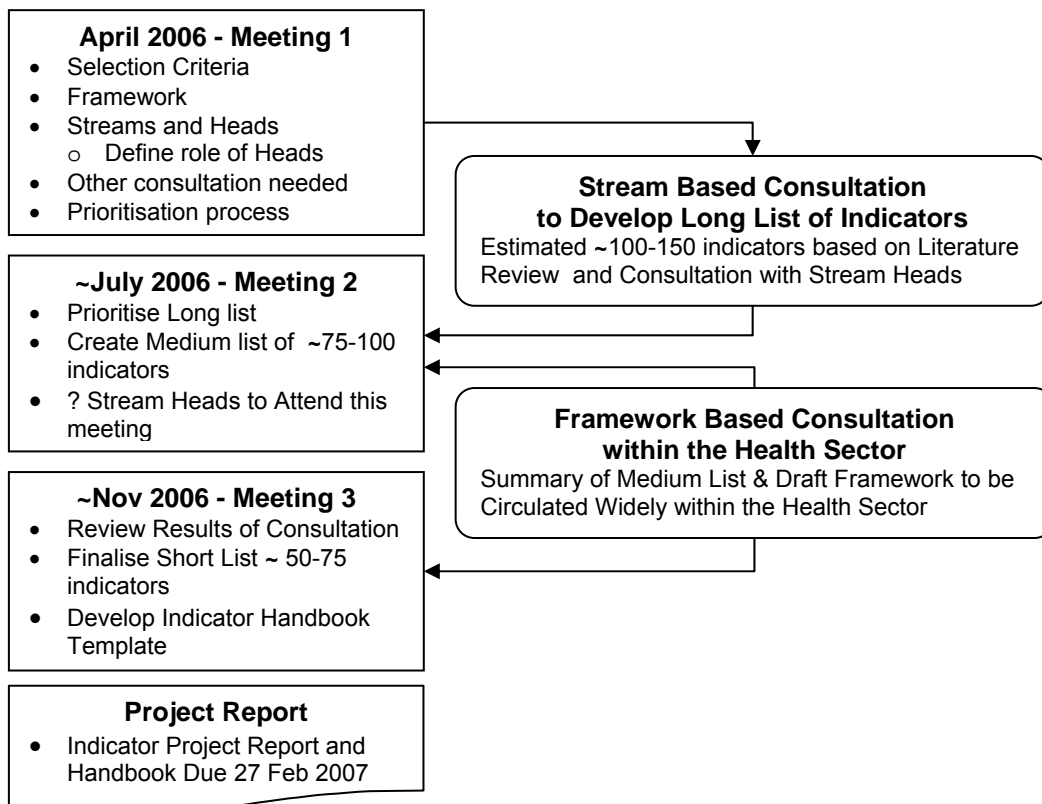 April 2006 - Meeting 1
• Selection Criteria
• Framework
• Streams and Heads
o Define role of Heads
• Other consultation needed
• Prioritisation process
Stream Based Consultation
to Develop Long List of Indicators
Estimated ~100-150 indicators based on Literature
Review and Consultation with Stream Heads
~July 2006 - Meeting 2
• Prioritise Long list
• Create Medium list of ~75-100
indicators
• ? Stream Heads to Attend this
meeting
Framework Based Consultation
within the Health Sector
Summary of Medium List & Draft Framework to be
Circulated Widely within the Health Sector
~Nov 2006 - Meeting 3
• Review Results of Consultation
• Finalise Short List ~ 50-75
indicators
• Develop Indicator Handbook
Template
Project Report
• Indicator Project Report and
Handbook Due 27 Feb 2007